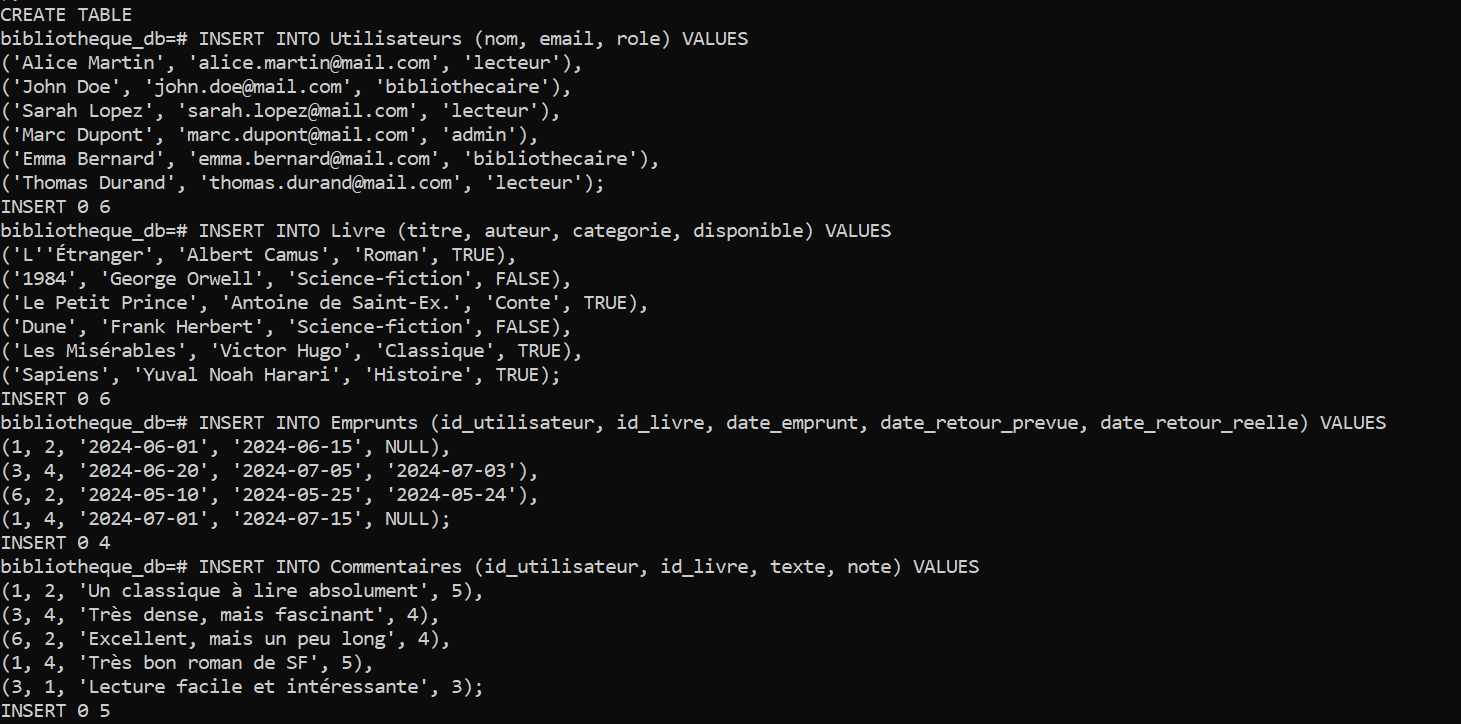 CREATE TABLE
bibliotheque_db=# INSERT INTO Utilisateurs (nom, email, role) VALUES
('Alice Martin', 'alice.martin@mail.com', 'lecteur'),
('John Doe', 'john.doe@mail.com', 'bibliothecaire'),
('Sarah Lopez', 'sarah.lopez@mail.com', 'lecteur'),
('Marc Dupont', 'marc.dupont@mail.com', 'admin'),
('Emma Bernard', 'emma.bernard@mail.com', 'bibliothecaire'),
('Thomas Durand', 'thomas.durand@mail.com', 'lecteur');
INSERT 0 6
bibliotheque_db=# INSERT INTO Livre (titre, auteur, categorie, disponible) VALUES
('L''Étranger', 'Albert Camus', 'Roman', TRUE),
('1984', 'George Orwell', 'Science-fiction', FALSE),
('Le Petit Prince', 'Antoine de Saint-Ex.', 'Conte', TRUE),
('Dune', 'Frank Herbert', 'Science-fiction', FALSE),
('Les Misérables', 'Victor Hugo', 'Classique', TRUE),
('Sapiens', 'Yuval Noah Harari', 'Histoire', TRUE);
INSERT 0 6
bibliotheque_db=# INSERT INTO Emprunts (id_utilisateur, id_livre, date_emprunt, date_retour_prevue, date_retour_reelle) VALUES
(1, 2, '2024-06-01', '2024-06-15', NULL),
(3, 4, '2024-06-20', '2024-07-05', '2024-07-03'),
(6, 2, '2024-05-10', '2024-05-25', '2024-05-24'),
(1, 4, '2024-07-01', '2024-07-15', NULL);
INSERT 0 4
bibliotheque_db=# INSERT INTO Commentaires (id_utilisateur, id_livre, texte, note) VALUES
(1, 2, 'Un classique à lire absolument', 5),
(3, 4, 'Très dense, mais fascinant', 4),
(6, 2, 'Excellent, mais un peu long', 4),
(1, 4, 'Très bon roman de SF', 5),
(3, 1, 'Lecture facile et intéressante', 3);
INSERT 0 5